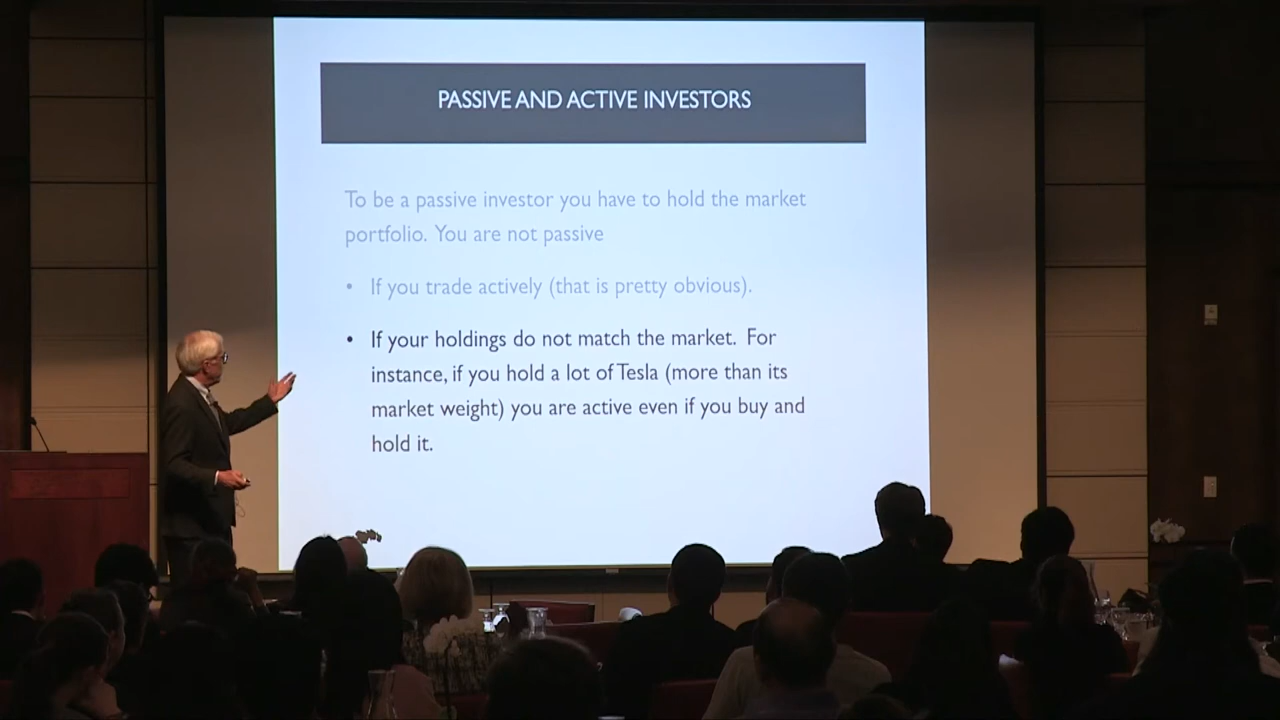 PASSIVE AND ACTIVE INVESTORS
To be a passive investor you have to hold the market
portfolio. You are not passive
• If you trade actively (that is pretty obvious).
• If your holdings do not match the market. For
instance, if you hold a lot of Tesla (more than its
market weight) you are active even if you buy and
hold it.